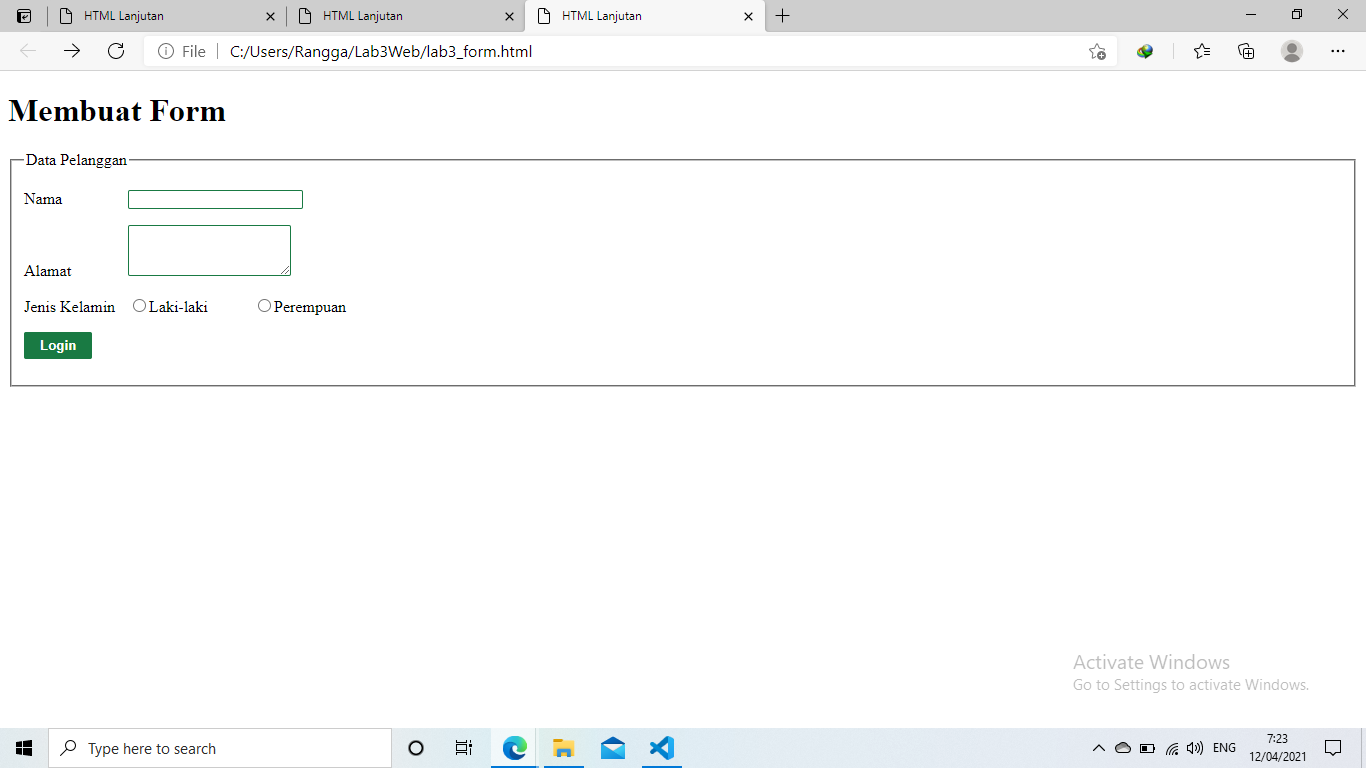 HTML Lanjutan
HTML Lanjutan
HTML Lanjutan
File
C:/Users/Rangga/Lab3Web/lab3_form.html
Membuat Form
Data Pelanggan
Nama
Alamat
Jenis Kelamin Laki-laki Perempuan
Login
Activate Windows
Go to Settings to activate Windows.
Type here to search
ENG
7:23
12/04/2021